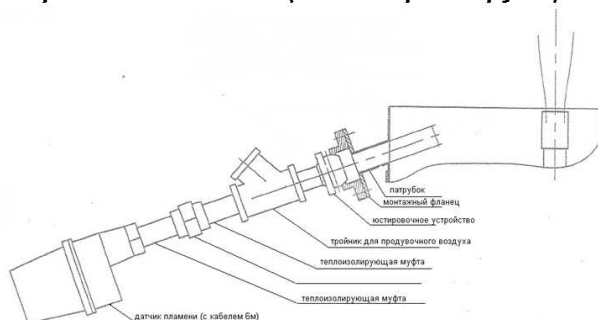 патрубок
монтажный фланец
юстировочное устройство
тройник для продувочного воздуха
теплоизолирующая муфта
теплоизолирующая муфта
датчик пламени (с кабелем 6м)